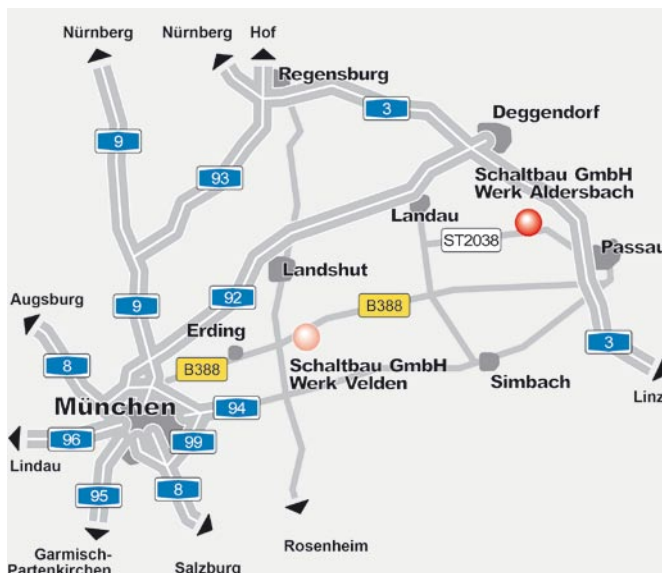 Nürnberg
Nürnberg
Hof
Regensburg
3
Deggendorf
9
93
Schaltbau GmbH
Werk Aldersbach
Landau
ST2038
Passau
Landshut
Augsburg
9
92
B388
Erding
8
B388
Schaltbau GmbH
Werk Velden
3
Simbach
Linz
München
94
96
99
Lindau
95
8
Rosenheim
Garmisch-
Partenkirchen
Salzburg